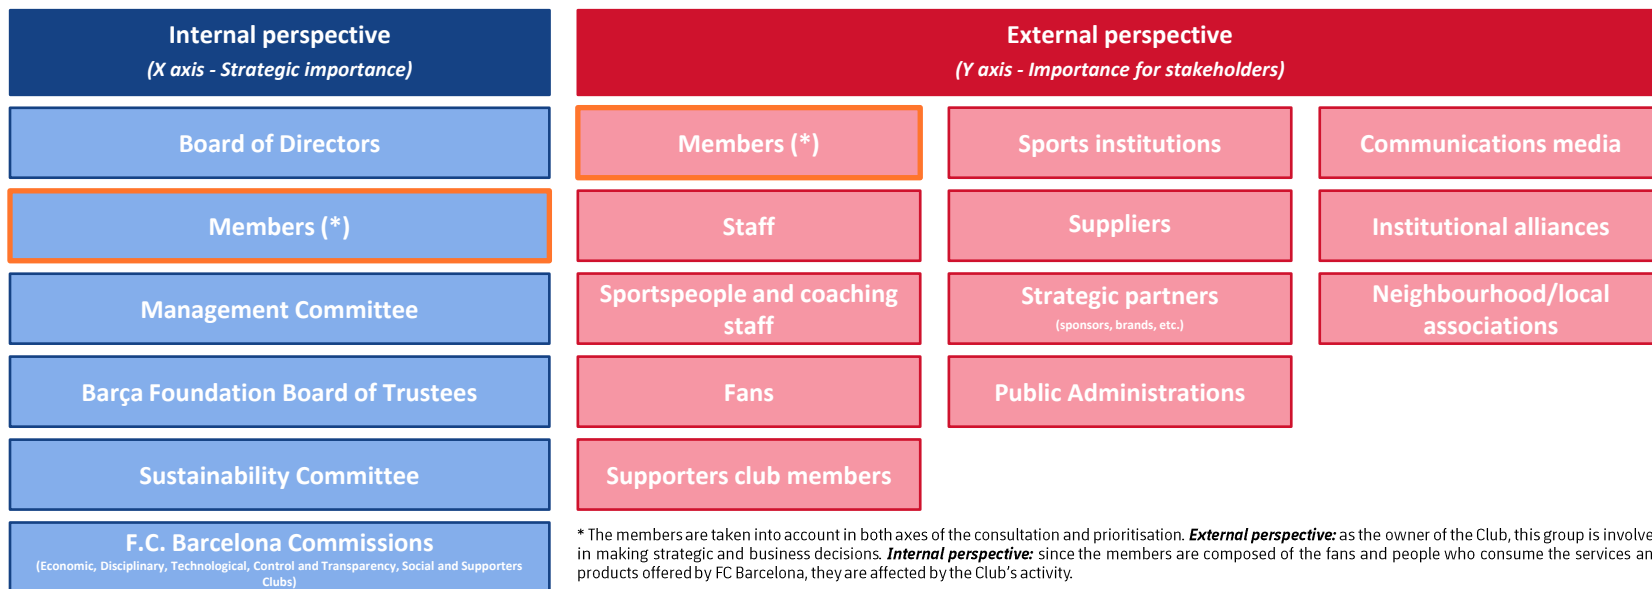 Internal perspective
(X axis - Strategic importance)
Board of Directors
Members (*)
Management Committee
Barça Foundation Board of Trustees
Sustainability Committee
F.C. Barcelona Commissions
(Economic, Disciplinary, Technological, Control and Transparency, Social and Supporters
Clubs)
External perspective
(Y axis - Importance for stakeholders)
Members (*)
Staff
Sportspeople and coaching
staff
Fans
Supporters club members
Sports institutions
Suppliers
Strategic partners
(sponsors, brands, etc.)
Public Administrations
Communications media
Institutional alliances
Neighbourhood/local
associations
* The members are taken into account in both axes of the consultation and prioritisation. External perspective: as the owner of the Club, this group is involve
in making strategic and business decisions. Internal perspective: since the members are composed of the fans and people who consume the services an
products offered by FC Barcelona, they are affected by the Club's activity.